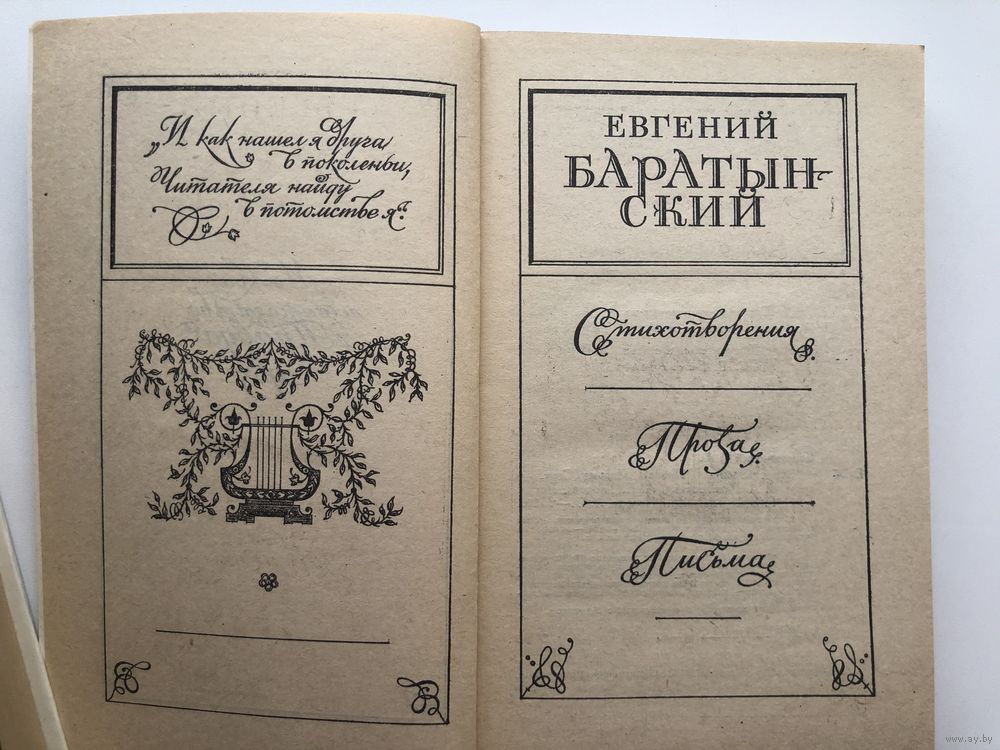 „И как нашел я друга
в поколеньи,
Читателя найду
в потомстве я“.
ЕВГЕНИЙ
БАРАТЫН-
СКИЙ
Стихотворения
Проза
Письма
www.ay.by